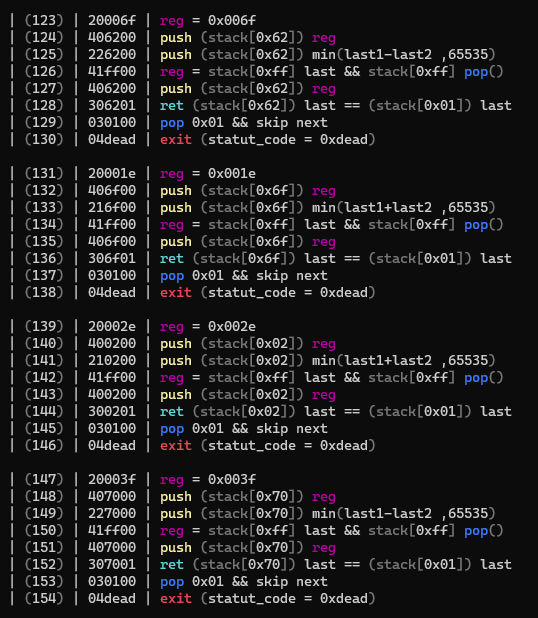 | (123) | 20006f | reg = 0x006f
| (124) | 406200 | push (stack[0x62]) reg
| (125) | 226200 | push (stack[0x62]) min(last1-last2 ,65535)
| (126) | 41ff00 | reg = stack[0xff] last && stack[0xff] pop()
| (127) | 406200 | push (stack[0x62]) reg
| (128) | 306201 | ret (stack[0x62]) last == (stack[0x01]) last
| (129) | 030100 | pop 0x01 && skip next
| (130) | 04dead | exit (statut_code = 0xdead)

| (131) | 20001e | reg = 0x001e
| (132) | 406f00 | push (stack[0x6f]) reg
| (133) | 216f00 | push (stack[0x6f]) min(last1+last2 ,65535)
| (134) | 41ff00 | reg = stack[0xff] last && stack[0xff] pop()
| (135) | 406f00 | push (stack[0x6f]) reg
| (136) | 306f01 | ret (stack[0x6f]) last == (stack[0x01]) last
| (137) | 030100 | pop 0x01 && skip next
| (138) | 04dead | exit (statut_code = 0xdead)

| (139) | 20002e | reg = 0x002e
| (140) | 400200 | push (stack[0x02]) reg
| (141) | 210200 | push (stack[0x02]) min(last1+last2 ,65535)
| (142) | 41ff00 | reg = stack[0xff] last && stack[0xff] pop()
| (143) | 400200 | push (stack[0x02]) reg
| (144) | 300201 | ret (stack[0x02]) last == (stack[0x01]) last
| (145) | 030100 | pop 0x01 && skip next
| (146) | 04dead | exit (statut_code = 0xdead)

| (147) | 20003f | reg = 0x003f
| (148) | 407000 | push (stack[0x70]) reg
| (149) | 227000 | push (stack[0x70]) min(last1-last2 ,65535)
| (150) | 41ff00 | reg = stack[0xff] last && stack[0xff] pop()
| (151) | 407000 | push (stack[0x70]) reg
| (152) | 307001 | ret (stack[0x70]) last == (stack[0x01]) last
| (153) | 030100 | pop 0x01 && skip next
| (154) | 04dead | exit (statut_code = 0xdead)